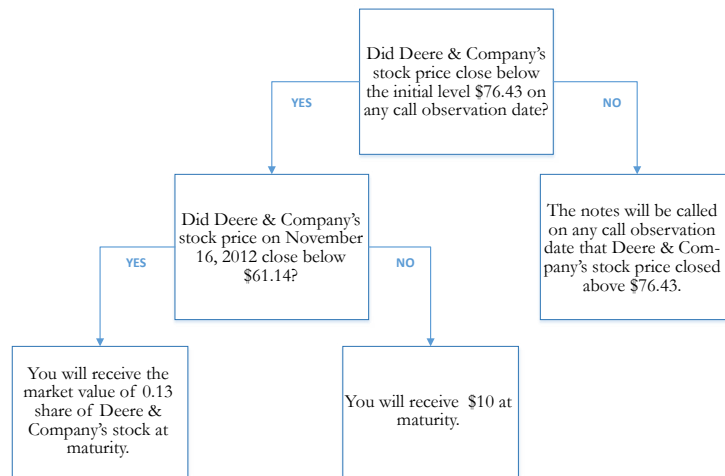 Did Deere & Company's
stock price close below
the initial level $76.43 on
any call observation date?
YES
NO
Did Deere & Company's
stock price on November
16, 2012 close below
$61.14?
The notes will be called
on any call observation
date that Deere & Com-
pany's stock price closed
above $76.43.
YES
NO
You will receive the
market value of 0.13
share of Deere &
Company's stock at
maturity.
You will receive $10 at
maturity.